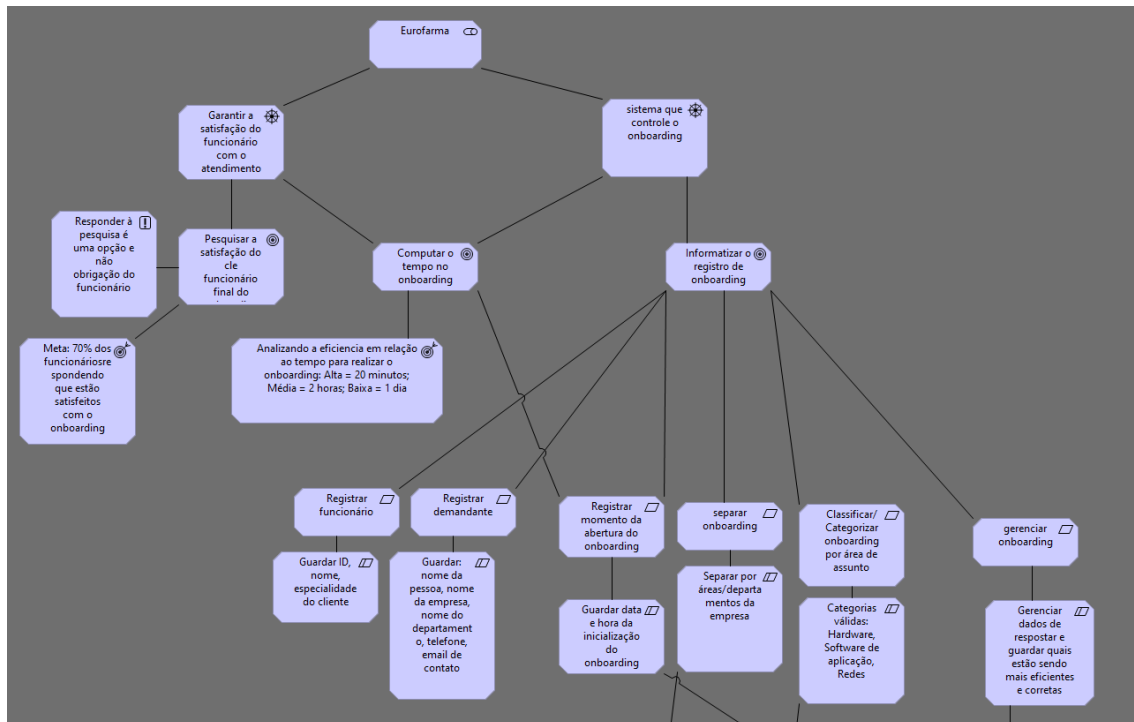 Eurofarma
Garantir a
satisfação do
funcionário
com o
atendimento
sistema que
controle o
onboarding
Responder à
pesquisa é
uma opção e
não
obrigação do
funcionário
Pesquisar a
satisfação do
cle
funcionário
final do
Computar o
tempo no
onboarding
Informatizar o
registro de
onboarding
Meta: 70% dos
funcionáriosre
spondendo
que estão
satisfeitos
com o
onboarding
Analizando a eficiencia em relação
ao tempo para realizar o
onboarding: Alta = 20 minutos;
Média = 2 horas; Baixa = 1 dia
Registrar
funcionário
Registrar
demandante
Registrar
momento da
abertura do
onboarding
separar
onboarding
Classificar/
Categorizar
onboarding
por área de
assunto
gerenciar
onboarding
Guardar ID,
nome,
especialidade
do cliente
Guardar:
nome da
pessoa, nome
da empresa,
nome do
departament
o, telefone,
email de
contato
Guardar data
e hora da
inicialização
do
onboarding
Separar por
áreas/departa
mentos da
empresa
Categorias
válidas:
Hardware,
Software de
aplicação,
Redes
Gerenciar
dados de
respostar e
guardar quais
estão sendo
mais eficientes
e corretas